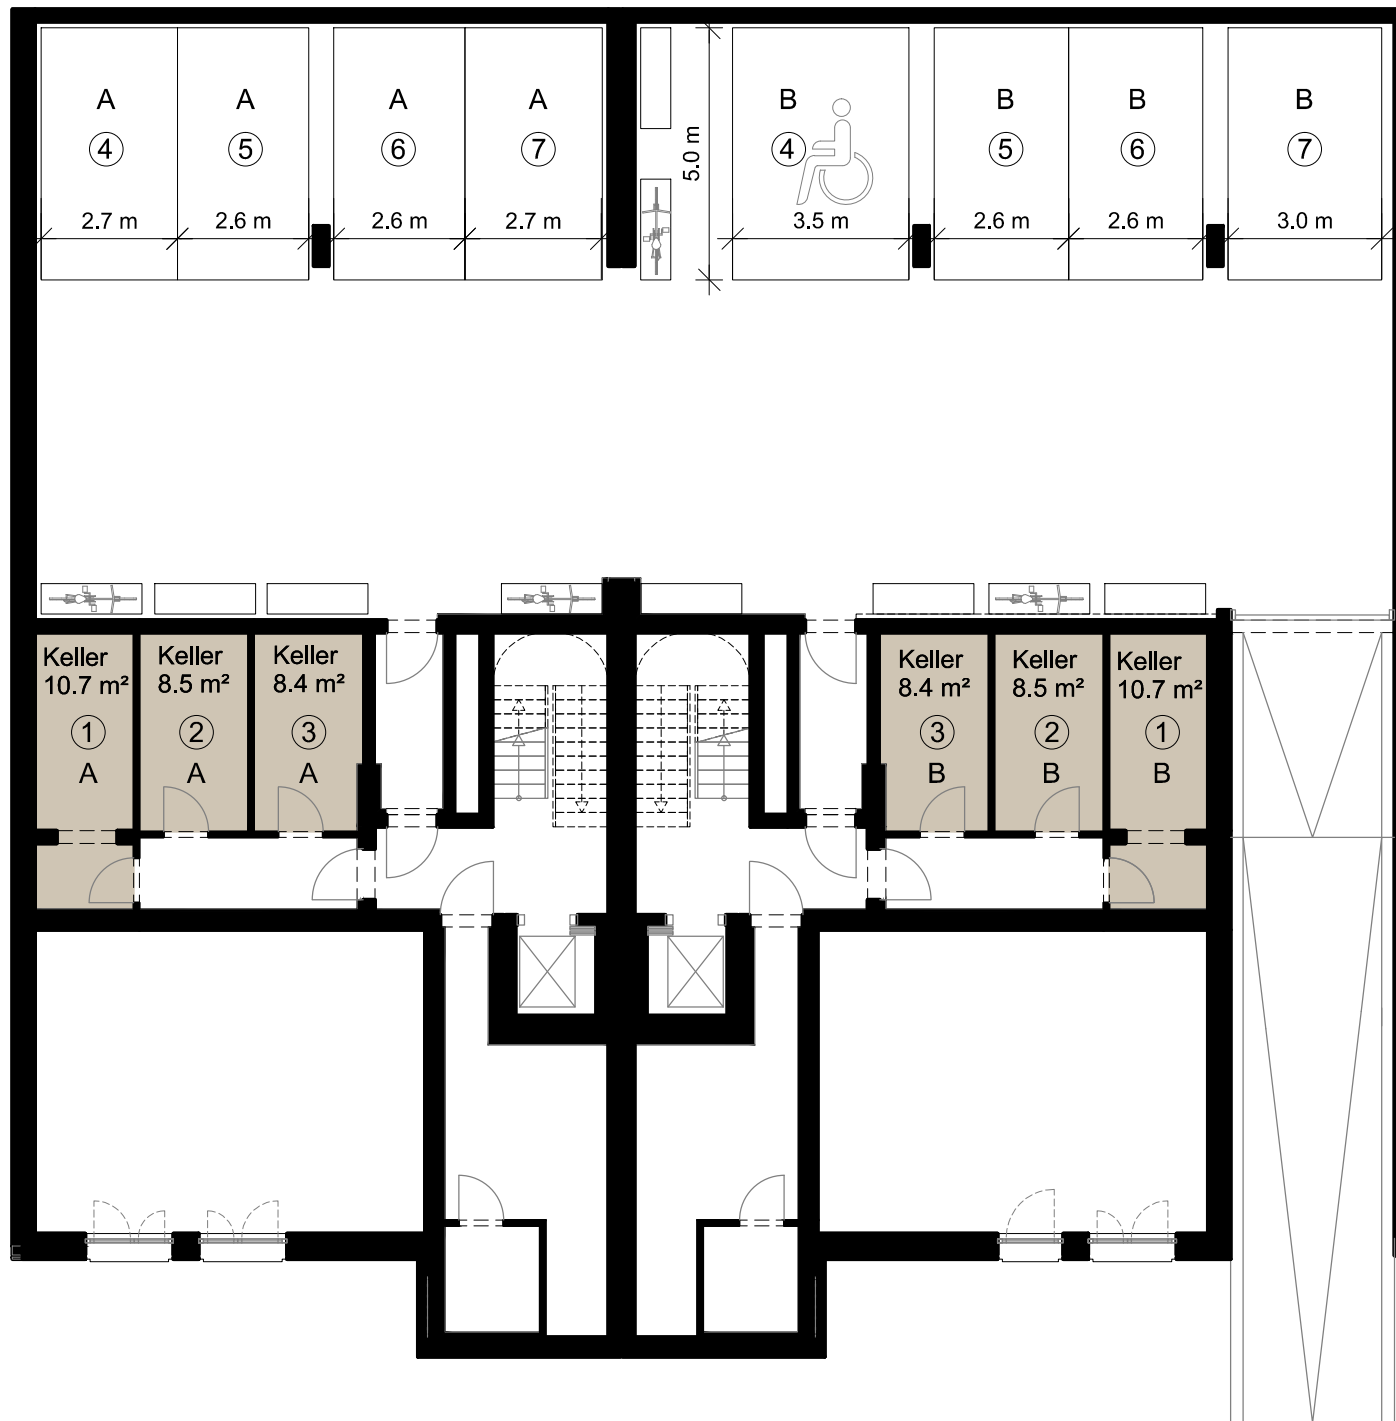 A A A A B B B B
④ ⑤ ⑥ ⑦ 5.0 m ④ ⑤ ⑥ ⑦
2.7 m 2.6 m 2.6 m 2.7 m 3.5 m 2.6 m 2.6 m 3.0 m
Keller
10.7 m²
①
A
Keller
8.5 m²
②
A
Keller
8.4 m²
③
A
Keller
8.4 m²
③
B
Keller
8.5 m²
②
B
Keller
10.7 m²
①
B